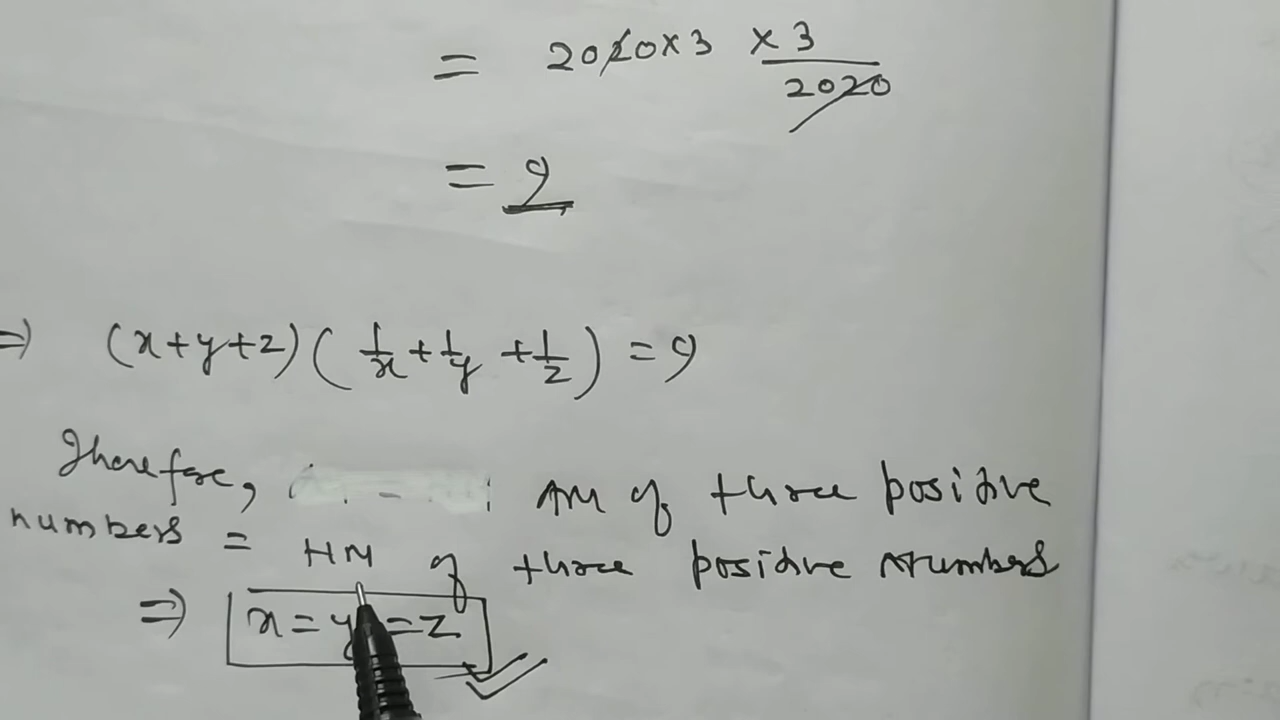 = 2020×3 × 3/2020
= 9
=> (x+y+z)(1/x+1/y+1/z)=9
Therefore, AM of three positive
numbers = HM of three positive numbers
=> x=y=z